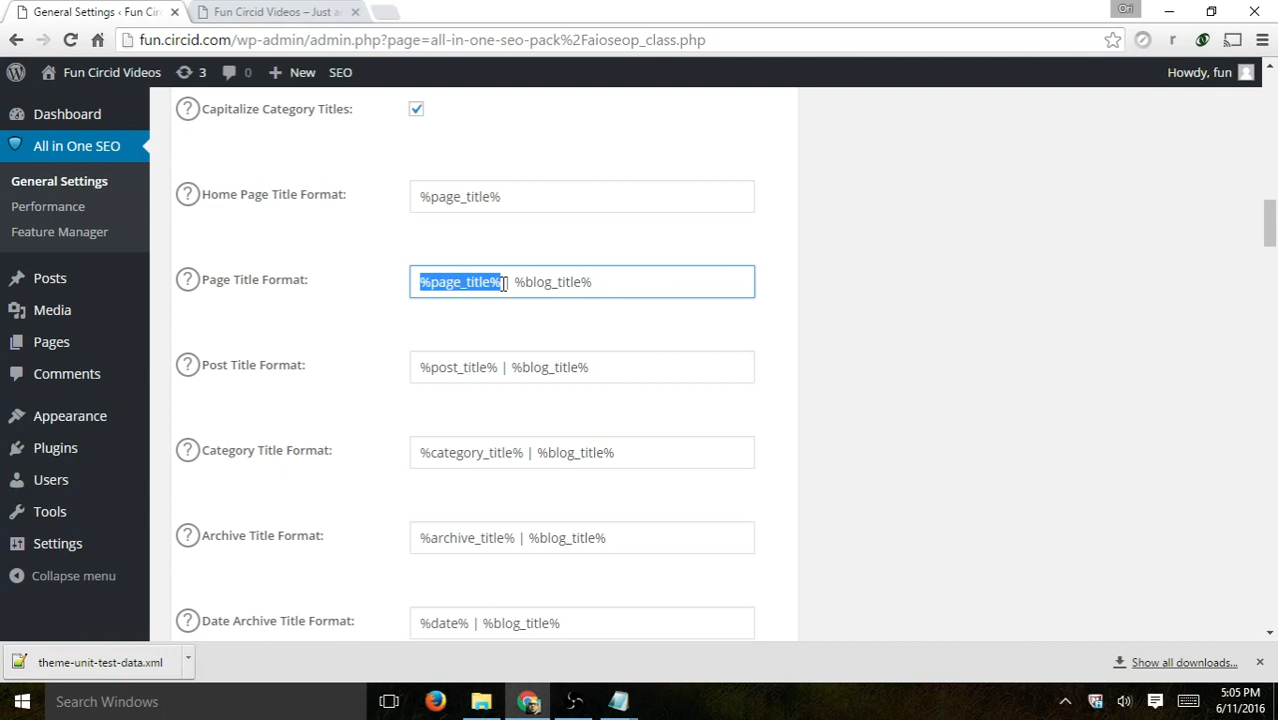 General Settings ‹ Fun Cir
Fun Circid Videos – Just a
Ori
fun.circid.com/wp-admin/admin.php?page=all-in-one-seo-pack%2Faioseop_class.php
Fun Circid Videos
3
0
New
SEO
Howdy, fun
Dashboard
All in One SEO
General Settings
Performance
Feature Manager
Posts
Media
Pages
Comments
Appearance
Plugins
Users
Tools
Settings
Collapse menu
? Capitalize Category Titles:
? Home Page Title Format:
%page_title%
? Page Title Format:
%page_title% %blog_title%
? Post Title Format:
%post_title% | %blog_title%
? Category Title Format:
%category_title% | %blog_title%
? Archive Title Format:
%archive_title% | %blog_title%
? Date Archive Title Format:
%date% | %blog_title%
theme-unit-test-data.xml
Show all downloads...
Search Windows
5:05 PM
6/11/2016